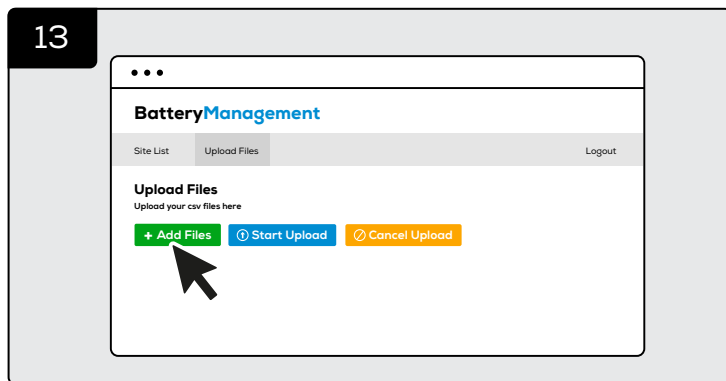 13
BatteryManagement
Site List Upload Files Logout
Upload Files
Upload your csv files here
+ Add Files Start Upload Cancel Upload